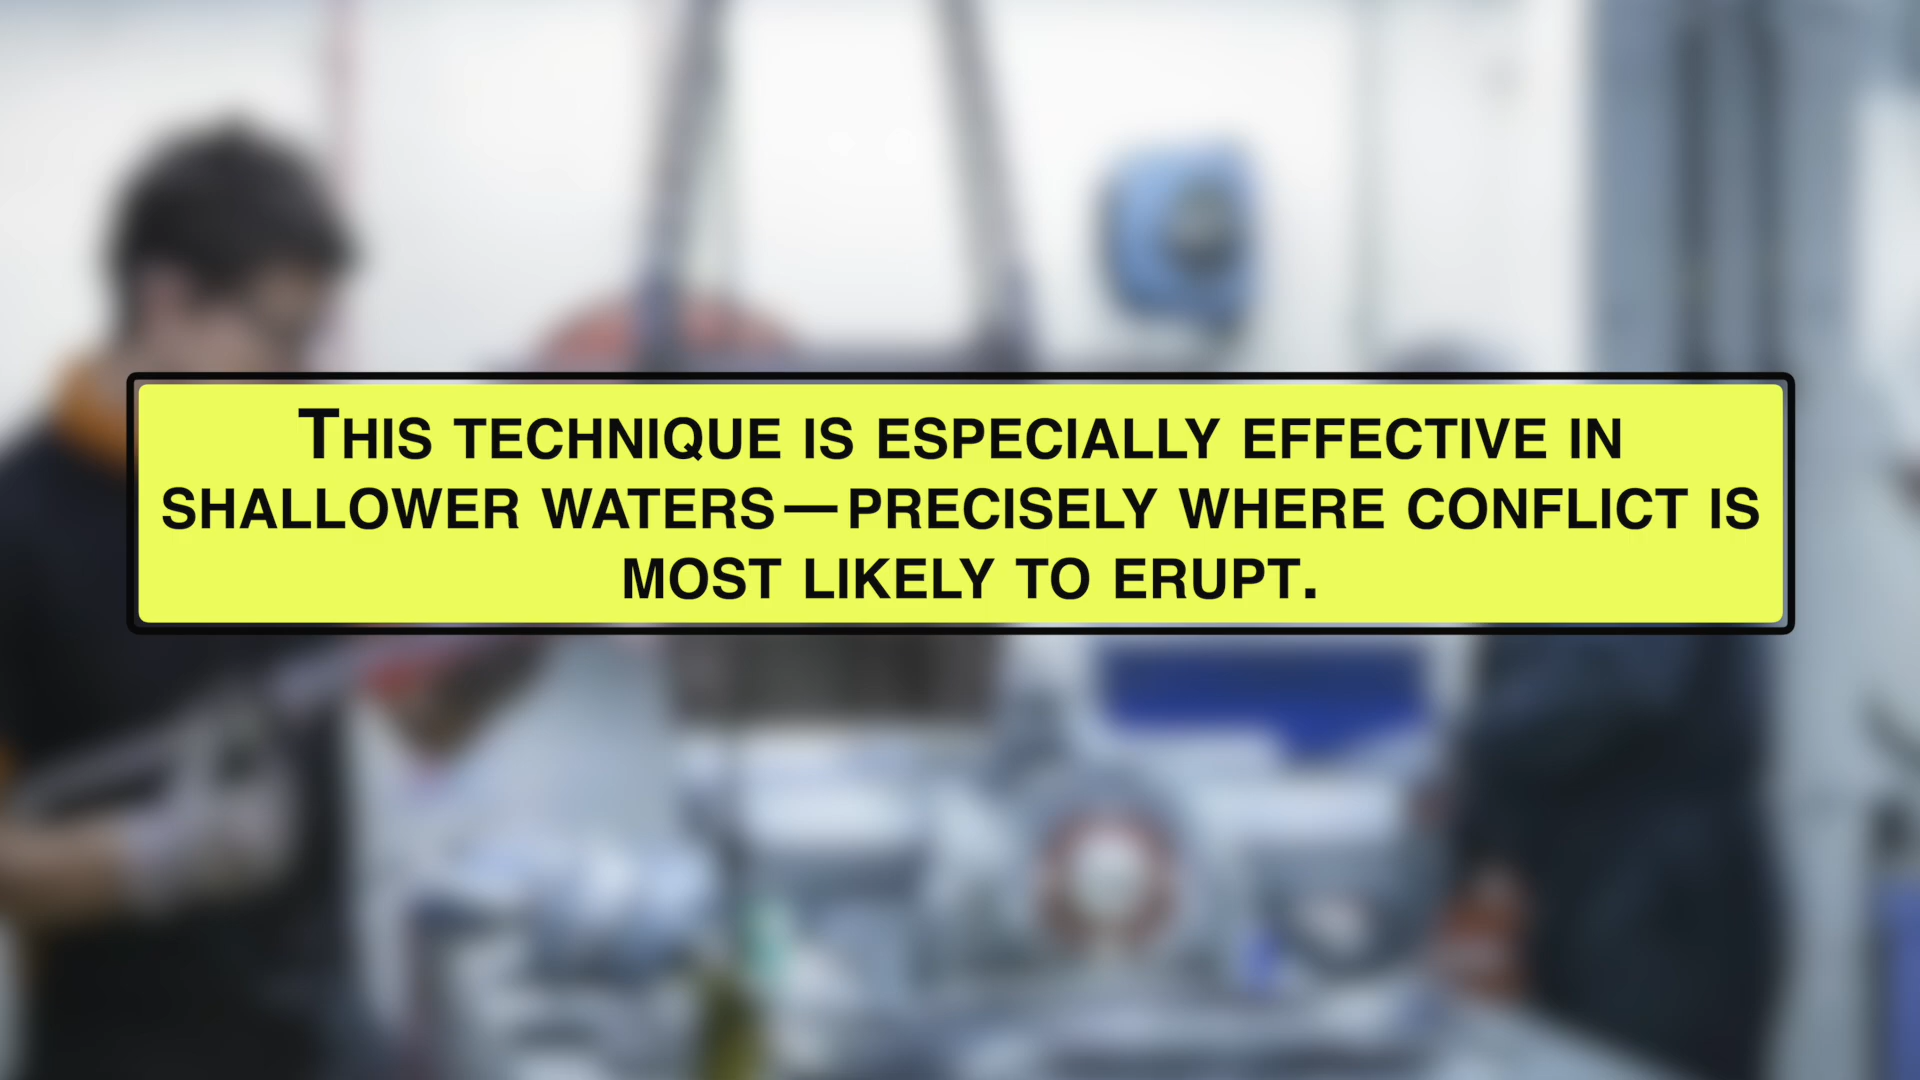 This technique is especially effective in
shallower waters—precisely where conflict is
most likely to erupt.